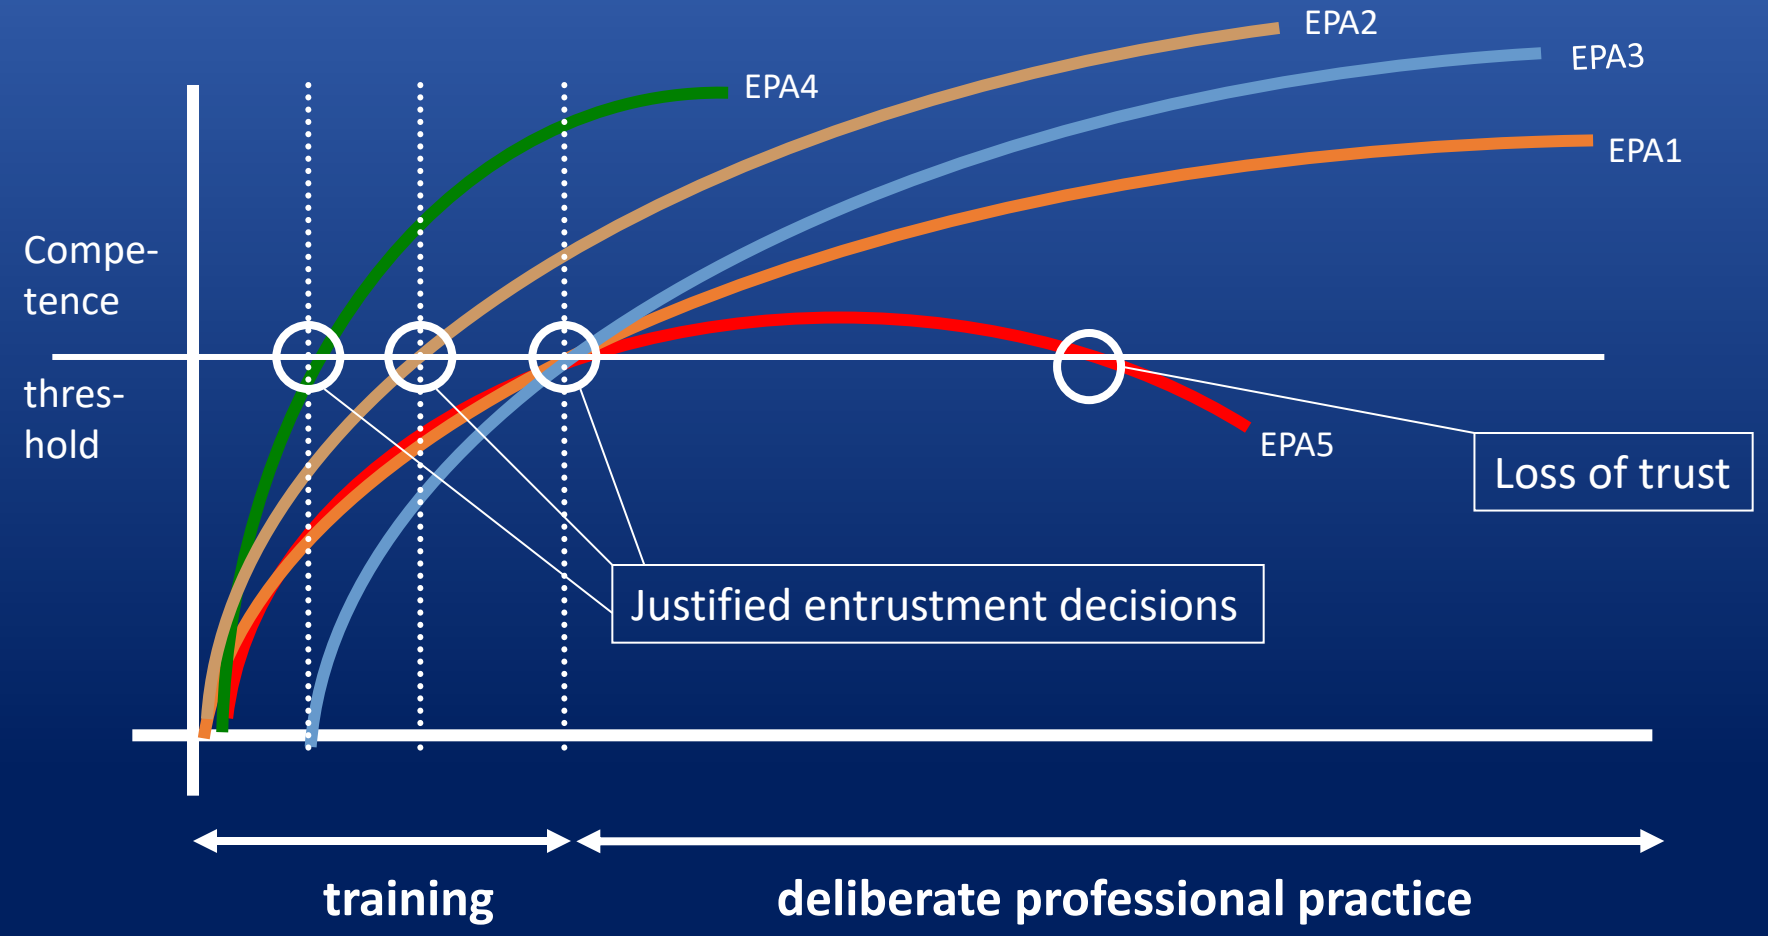 EPA2
EPA3
EPA4
EPA1
Compe-
tence
thres-
hold
EPA5
Loss of trust
Justified entrustment decisions
training
deliberate professional practice